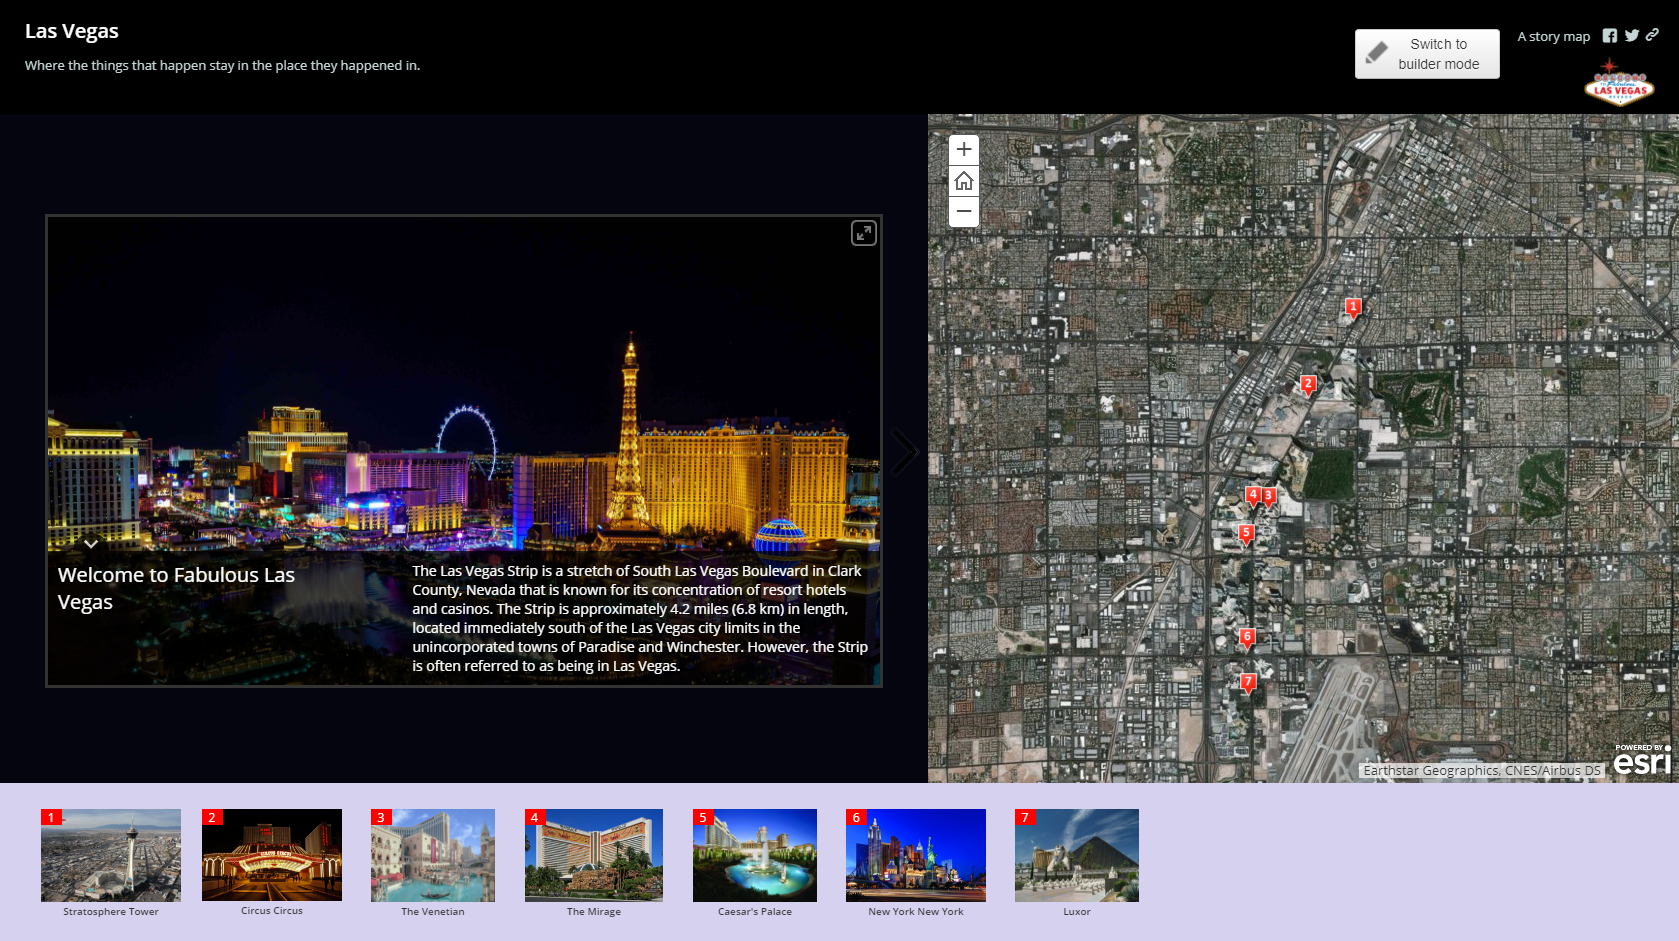 Las Vegas
Where the things that happen stay in the place they happened in.
Switch to
builder mode
A story map
LAS VEGAS
Welcome to Fabulous Las
Vegas
The Las Vegas Strip is a stretch of South Las Vegas Boulevard in Clark
County, Nevada that is known for its concentration of resort hotels
and casinos. The Strip is approximately 4.2 miles (6.8 km) in length,
located immediately south of the Las Vegas city limits in the
unincorporated towns of Paradise and Winchester. However, the Strip
is often referred to as being in Las Vegas.
1
2
4 3
5
6
7
Earthstar Geographics, CNES/Airbus DS
POWERED BY
esri
1
Stratosphere Tower
2
Circus Circus
3
The Venetian
4
The Mirage
5
Caesar's Palace
6
New York New York
7
Luxor